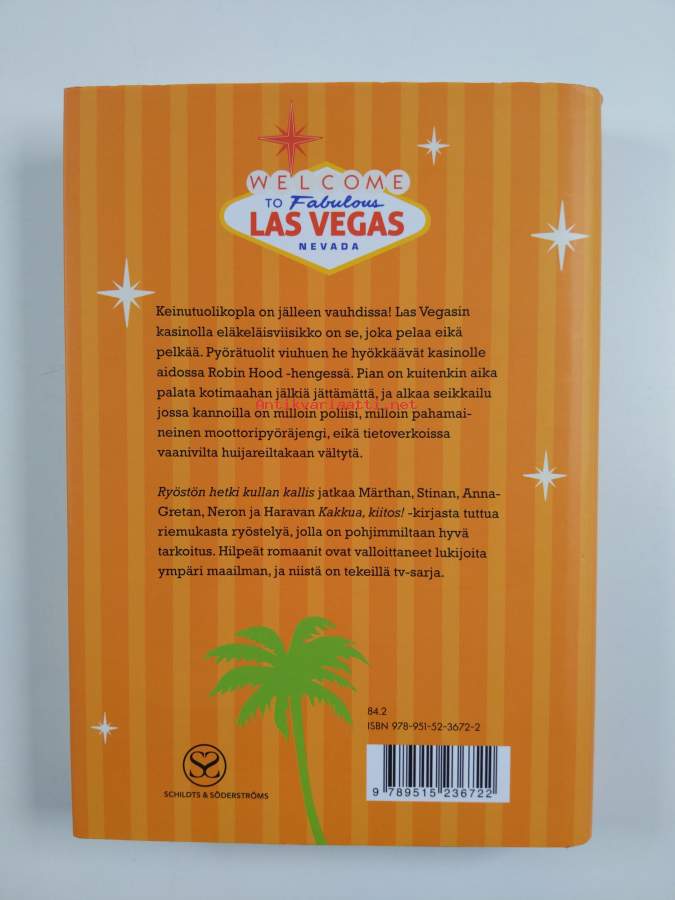 WELCOME
TO Fabulous
LAS VEGAS
NEVADA
Keinutuolikopla on jälleen vauhdissa! Las Vegasin
kasinolla eläkeläisviisikko on se, joka pelaa eikä
pelkää. Pyörätuolit viuhuen he hyökkäävät kasinolle
aidossa Robin Hood -hengessä. Pian on kuitenkin aika
palata kotimaahan jälkiä jättämättä, ja alkaa seikkailu
Antikvariaatti.net
jossa kannoilla on milloin poliisi, milloin pahamai-
neinen moottoripyöräjengi, eikä tietoverkoissa
vaanivilta huijareiltakaan vältytä.
Ryöstön hetki kullan kallis jatkaa Märthan, Stinan, Anna-
Gretan, Neron ja Haravan Kakkua, kiitos! -kirjasta tuttua
riemukasta ryöstelyä, jolla on pohjimmiltaan hyvä
tarkoitus. Hilpeät romaanit ovat valloittaneet lukijoita
ympäri maailman, ja niistä on tekeillä tv-sarja.
84.2
ISBN 978-951-52-3672-2
SCHILDTS & SÖDERSTRÖMS
9 789515 236722